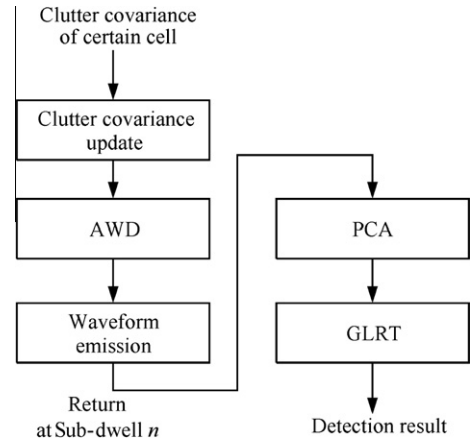 Clutter covariance
of certain cell
Clutter covariance
update
AWD
Waveform
emission
Return
at Sub-dwell n
PCA
GLRT
Detection result